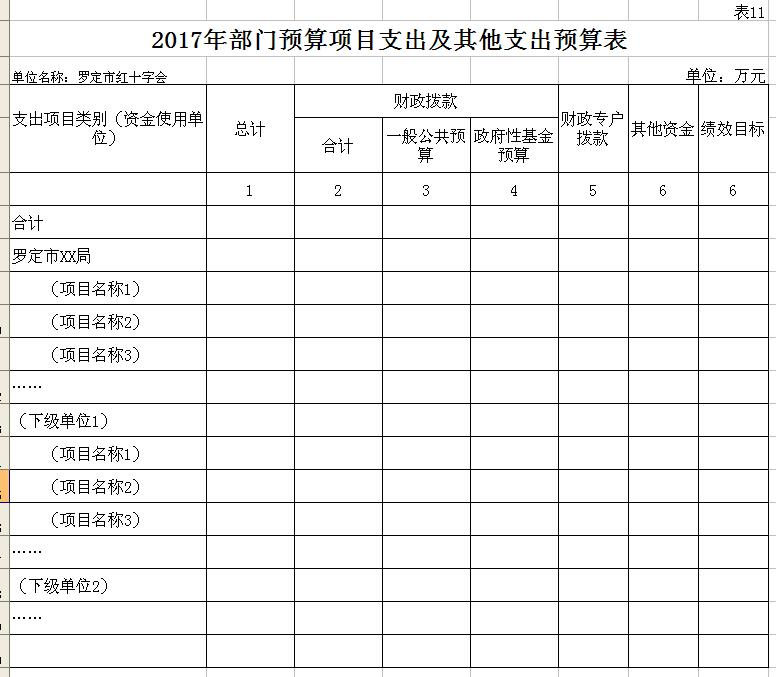 表11
2017年部门预算项目支出及其他支出预算表
单位名称：罗定市红十字会 单位：万元
支出项目类别（资金使用单位）
总计
财政拨款
合计
一般公共预算
政府性基金预算
财政专户拨款
其他资金
绩效目标
1 2 3 4 5 6 6
合计
罗定市XX局
（项目名称1）
（项目名称2）
（项目名称3）
……
（下级单位1）
（项目名称1）
（项目名称2）
（项目名称3）
……
（下级单位2）
……